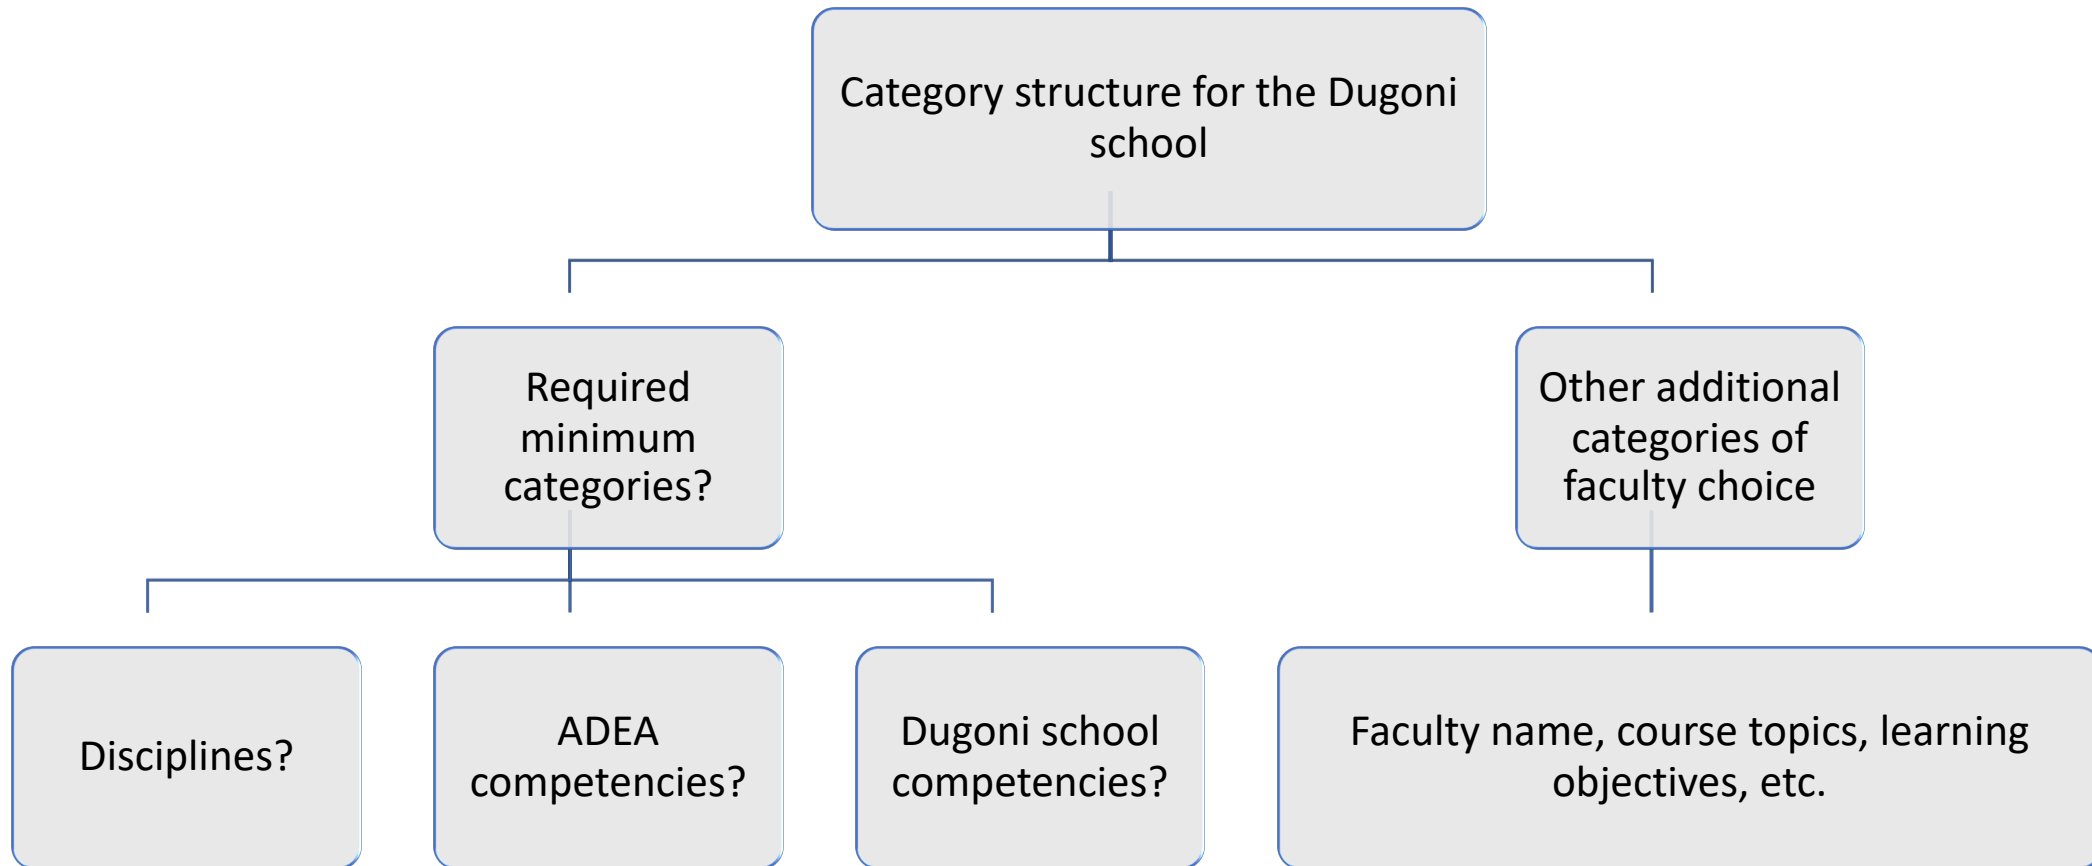 Category structure for the Dugoni
school
Required
minimum
categories?
Other additional
categories of
faculty choice
Disciplines?
ADEA
competencies?
Dugoni school
competencies?
Faculty name, course topics, learning
objectives, etc.